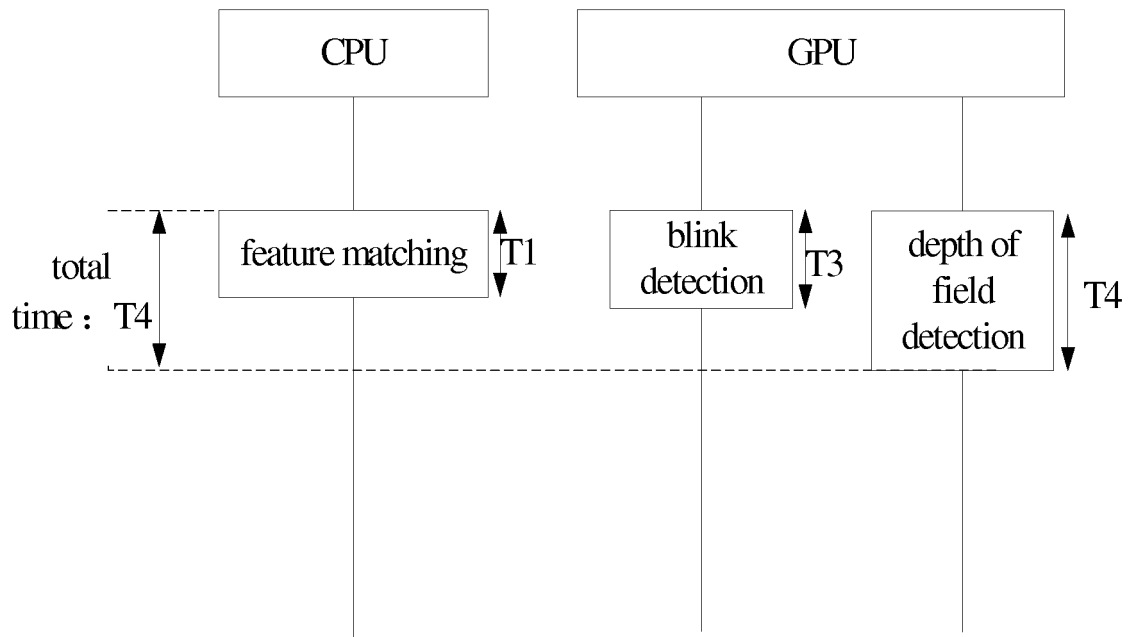 CPU
GPU
feature matching
T1
blink
detection
T3
depth of
field
detection
T4
total
time： T4